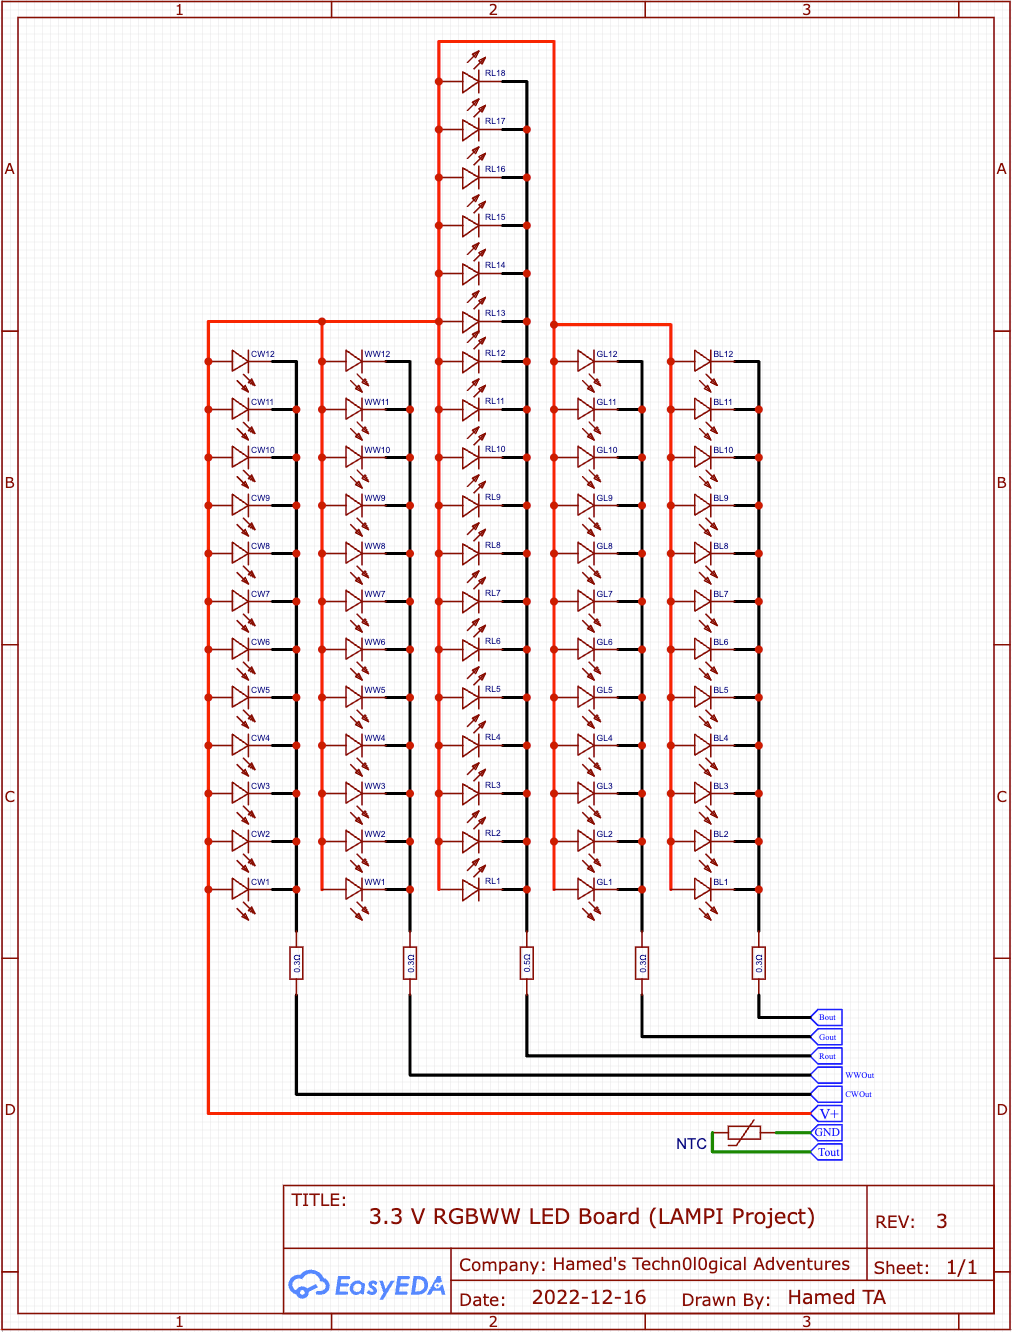 1 2 3
RL18
RL17
A A
RL16
RL15
RL14
RL13
CW12 WW12 RL12 GL12 BL12
CW11 WW11 RL11 GL11 BL11
CW10 WW10 RL10 GL10 BL10
B B
CW9 WW9 RL9 GL9 BL9
CW8 WW8 RL8 GL8 BL8
CW7 WW7 RL7 GL7 BL7
CW6 WW6 RL6 GL6 BL6
CW5 WW5 RL5 GL5 BL5
CW4 WW4 RL4 GL4 BL4
CW3 WW3 RL3 GL3 BL3
C C
CW2 WW2 RL2 GL2 BL2
CW1 WW1 RL1 GL1 BL1
0.3Ω 0.3Ω 0.5Ω 0.3Ω 0.3Ω
Bout
Gout
Rout
WWOut
CWOut
D D
V+
GND
NTC
Tout
TITLE:
3.3 V RGBWW LED Board (LAMPI Project)
REV: 3
EasyEDA
Company: Hamed's Techn0l0gical Adventures
Sheet: 1/1
Date: 2022-12-16 Drawn By: Hamed TA
1 2 3